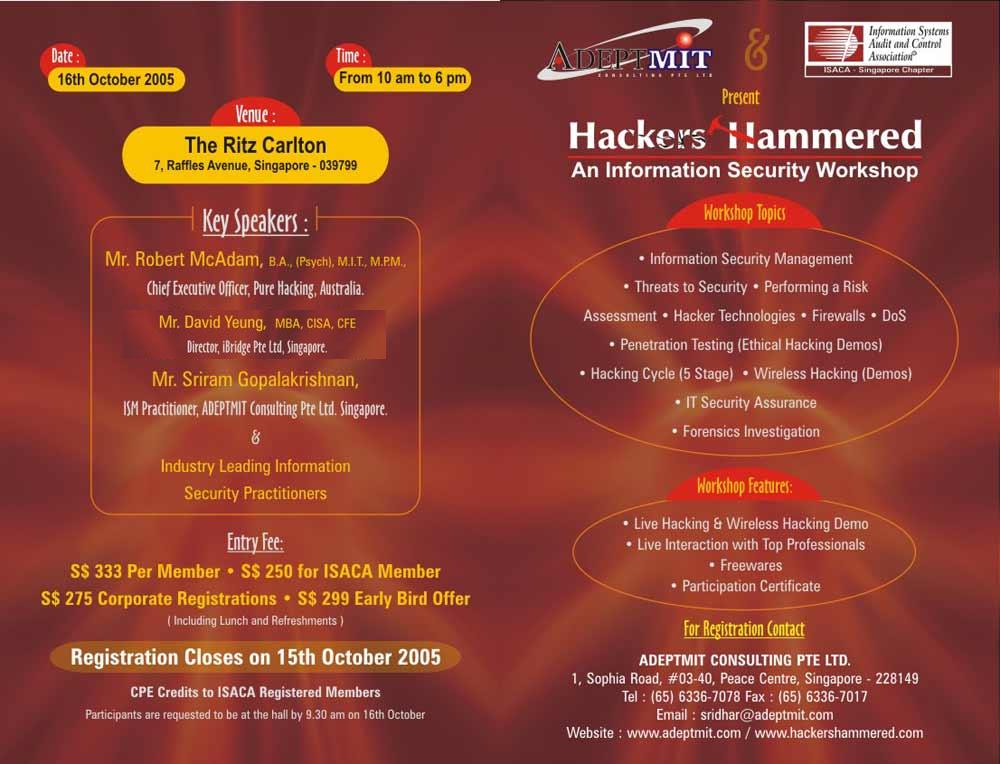 Date :
16th October 2005
Time :
From 10 am to 6 pm
Venue :
The Ritz Carlton
7, Raffles Avenue, Singapore - 039799
Key Speakers :
Mr. Robert McAdam, B.A., (Psych), M.I.T., M.P.M.,
Chief Executive Officer, Pure Hacking, Australia.
Mr. David Yeung, MBA, CISA, CFE
Director, iBridge Pte Ltd, Singapore.
Mr. Sriram Gopalakrishnan,
ISM Practitioner, ADEPTMIT Consulting Pte Ltd. Singapore.
&
Industry Leading Information
Security Practitioners
Entry Fee:
S$ 333 Per Member • S$ 250 for ISACA Member
S$ 275 Corporate Registrations • S$ 299 Early Bird Offer
( Including Lunch and Refreshments )
Registration Closes on 15th October 2005
CPE Credits to ISACA Registered Members
Participants are requested to be at the hall by 9.30 am on 16th October
ADEPTMIT
CONSULTING PTE LTD
&
Information Systems
Audit and Control
Association®
ISACA - Singapore Chapter
Present
Hackers Hammered
An Information Security Workshop
Workshop Topics
• Information Security Management
• Threats to Security • Performing a Risk
Assessment • Hacker Technologies • Firewalls • DoS
• Penetration Testing (Ethical Hacking Demos)
• Hacking Cycle (5 Stage) • Wireless Hacking (Demos)
• IT Security Assurance
• Forensics Investigation
Workshop Features:
• Live Hacking & Wireless Hacking Demo
• Live Interaction with Top Professionals
• Freewares
• Participation Certificate
For Registration Contact
ADEPTMIT CONSULTING PTE LTD.
1, Sophia Road, #03-40, Peace Centre, Singapore - 228149
Tel : (65) 6336-7078 Fax : (65) 6336-7017
Email : sridhar@adeptmit.com
Website : www.adeptmit.com / www.hackershammered.com